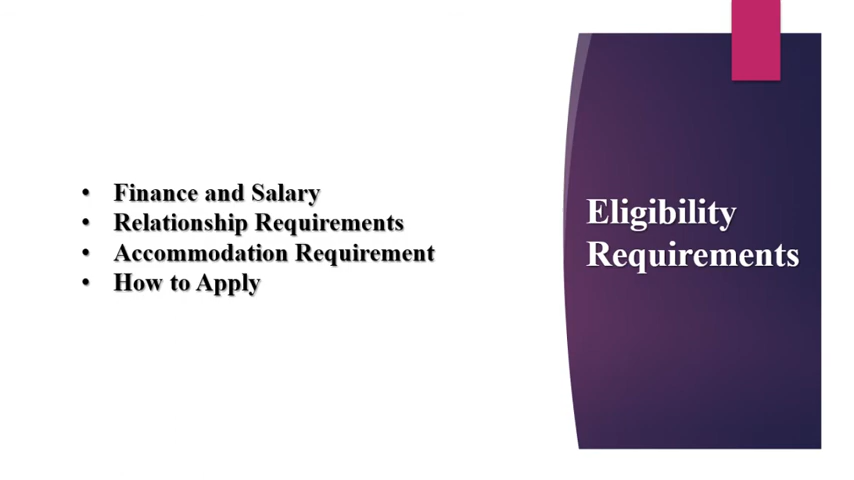 • Finance and Salary
• Relationship Requirements
• Accommodation Requirement
• How to Apply
Eligibility
Requirements